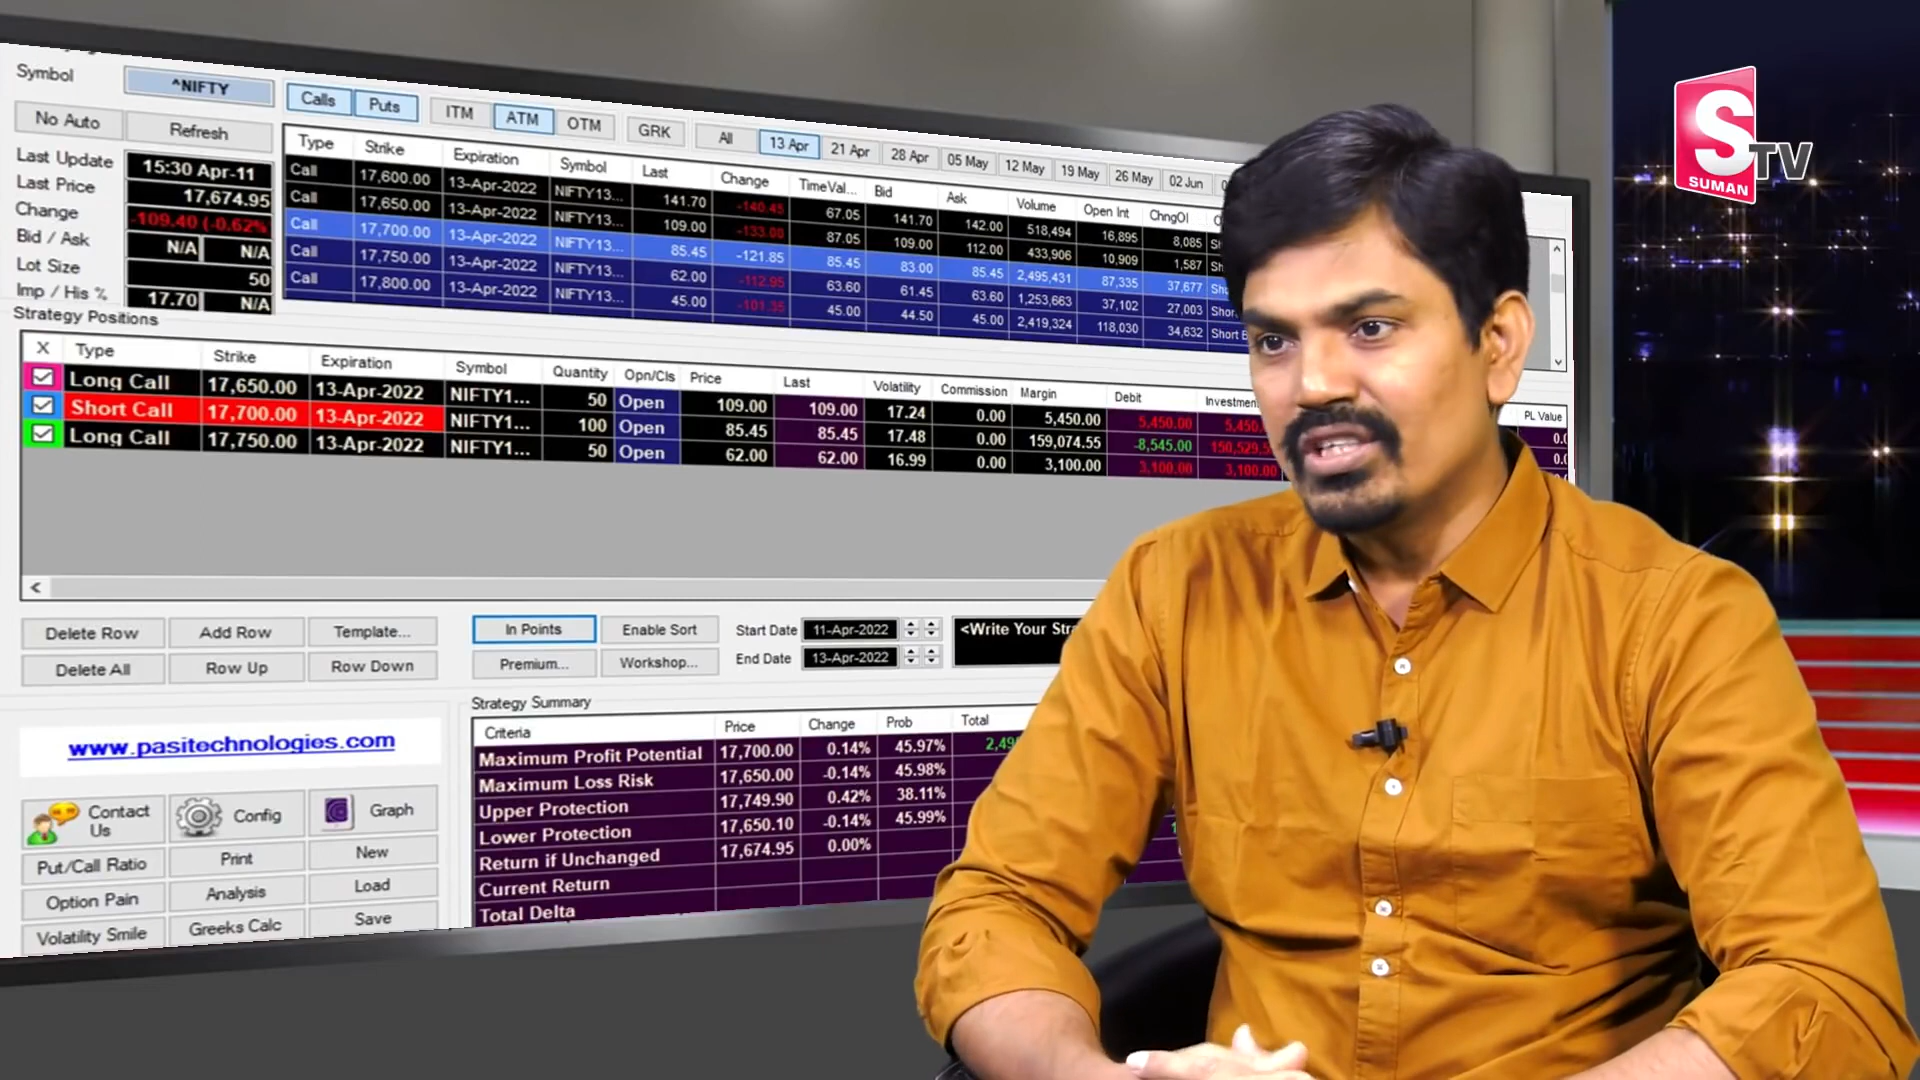 S TV
SUMAN
Symbol ^NIFTY
Calls Puts ITM ATM OTM GRK All 13 Apr 21 Apr 28 Apr 05 May 12 May 19 May 26 May 02 Jun
No Auto Refresh
Last Update 15:30 Apr-11
Last Price 17,674.95
Change -109.40 (-0.62%
Bid / Ask N/A N/A
Lot Size 50
Imp / His % 17.70 N/A
Type Strike Expiration Symbol Last Change TimeVal... Bid Ask Volume Open Int ChngOI
Call 17,600.00 13-Apr-2022 NIFTY13... 141.70 -140.45 67.05 141.70 142.00 518,494 16,895 8,085
Call 17,650.00 13-Apr-2022 NIFTY13... 109.00 -133.00 87.05 109.00 112.00 433,906 10,909 1,587
Call 17,700.00 13-Apr-2022 NIFTY13... 85.45 -121.85 85.45 83.00 85.45 2,495,431 87,335 37,677
Call 17,750.00 13-Apr-2022 NIFTY13... 62.00 -112.95 63.60 61.45 63.60 1,253,663 37,102 27,003
Call 17,800.00 13-Apr-2022 NIFTY13... 45.00 -101.35 45.00 44.50 45.00 2,419,324 118,030 34,632
Strategy Positions
X Type Strike Expiration Symbol Quantity Opn/Cls Price Last Volatility Commission Margin Debit Investmen PL Value
Long Call 17,650.00 13-Apr-2022 NIFTY1... 50 Open 109.00 109.00 17.24 0.00 5,450.00 5,450.00 5,450.
Short Call 17,700.00 13-Apr-2022 NIFTY1... 100 Open 85.45 85.45 17.48 0.00 159,074.55 -8,545.00 150,529.5
Long Call 17,750.00 13-Apr-2022 NIFTY1... 50 Open 62.00 62.00 16.99 0.00 3,100.00 3,100.00 3,100.00
Delete Row Add Row Template... In Points Enable Sort Start Date 11-Apr-2022 <Write Your Stra
Delete All Row Up Row Down Premium... Workshop... End Date 13-Apr-2022
www.pasitechnologies.com
Contact Us Config Graph
Put/Call Ratio Print New
Option Pain Analysis Load
Volatility Smile Greeks Calc Save
Strategy Summary
Criteria Price Change Prob Total
Maximum Profit Potential 17,700.00 0.14% 45.97% 2,49
Maximum Loss Risk 17,650.00 -0.14% 45.98%
Upper Protection 17,749.90 0.42% 38.11%
Lower Protection 17,650.10 -0.14% 45.99%
Return if Unchanged 17,674.95 0.00%
Current Return
Total Delta